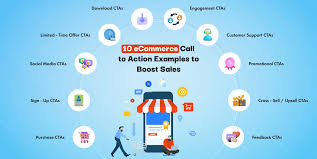 Download CTAs
Engagement CTAs
Limited - Time Offer CTAs
Customer Support CTAs
10 eCommerce Call
to Action Examples to
Boost Sales
Social Media CTAs
Promotional CTAs
Sign - Up CTAs
Cross - Sell / Upsell CTAs
Purchase CTAs
Feedback CTAs